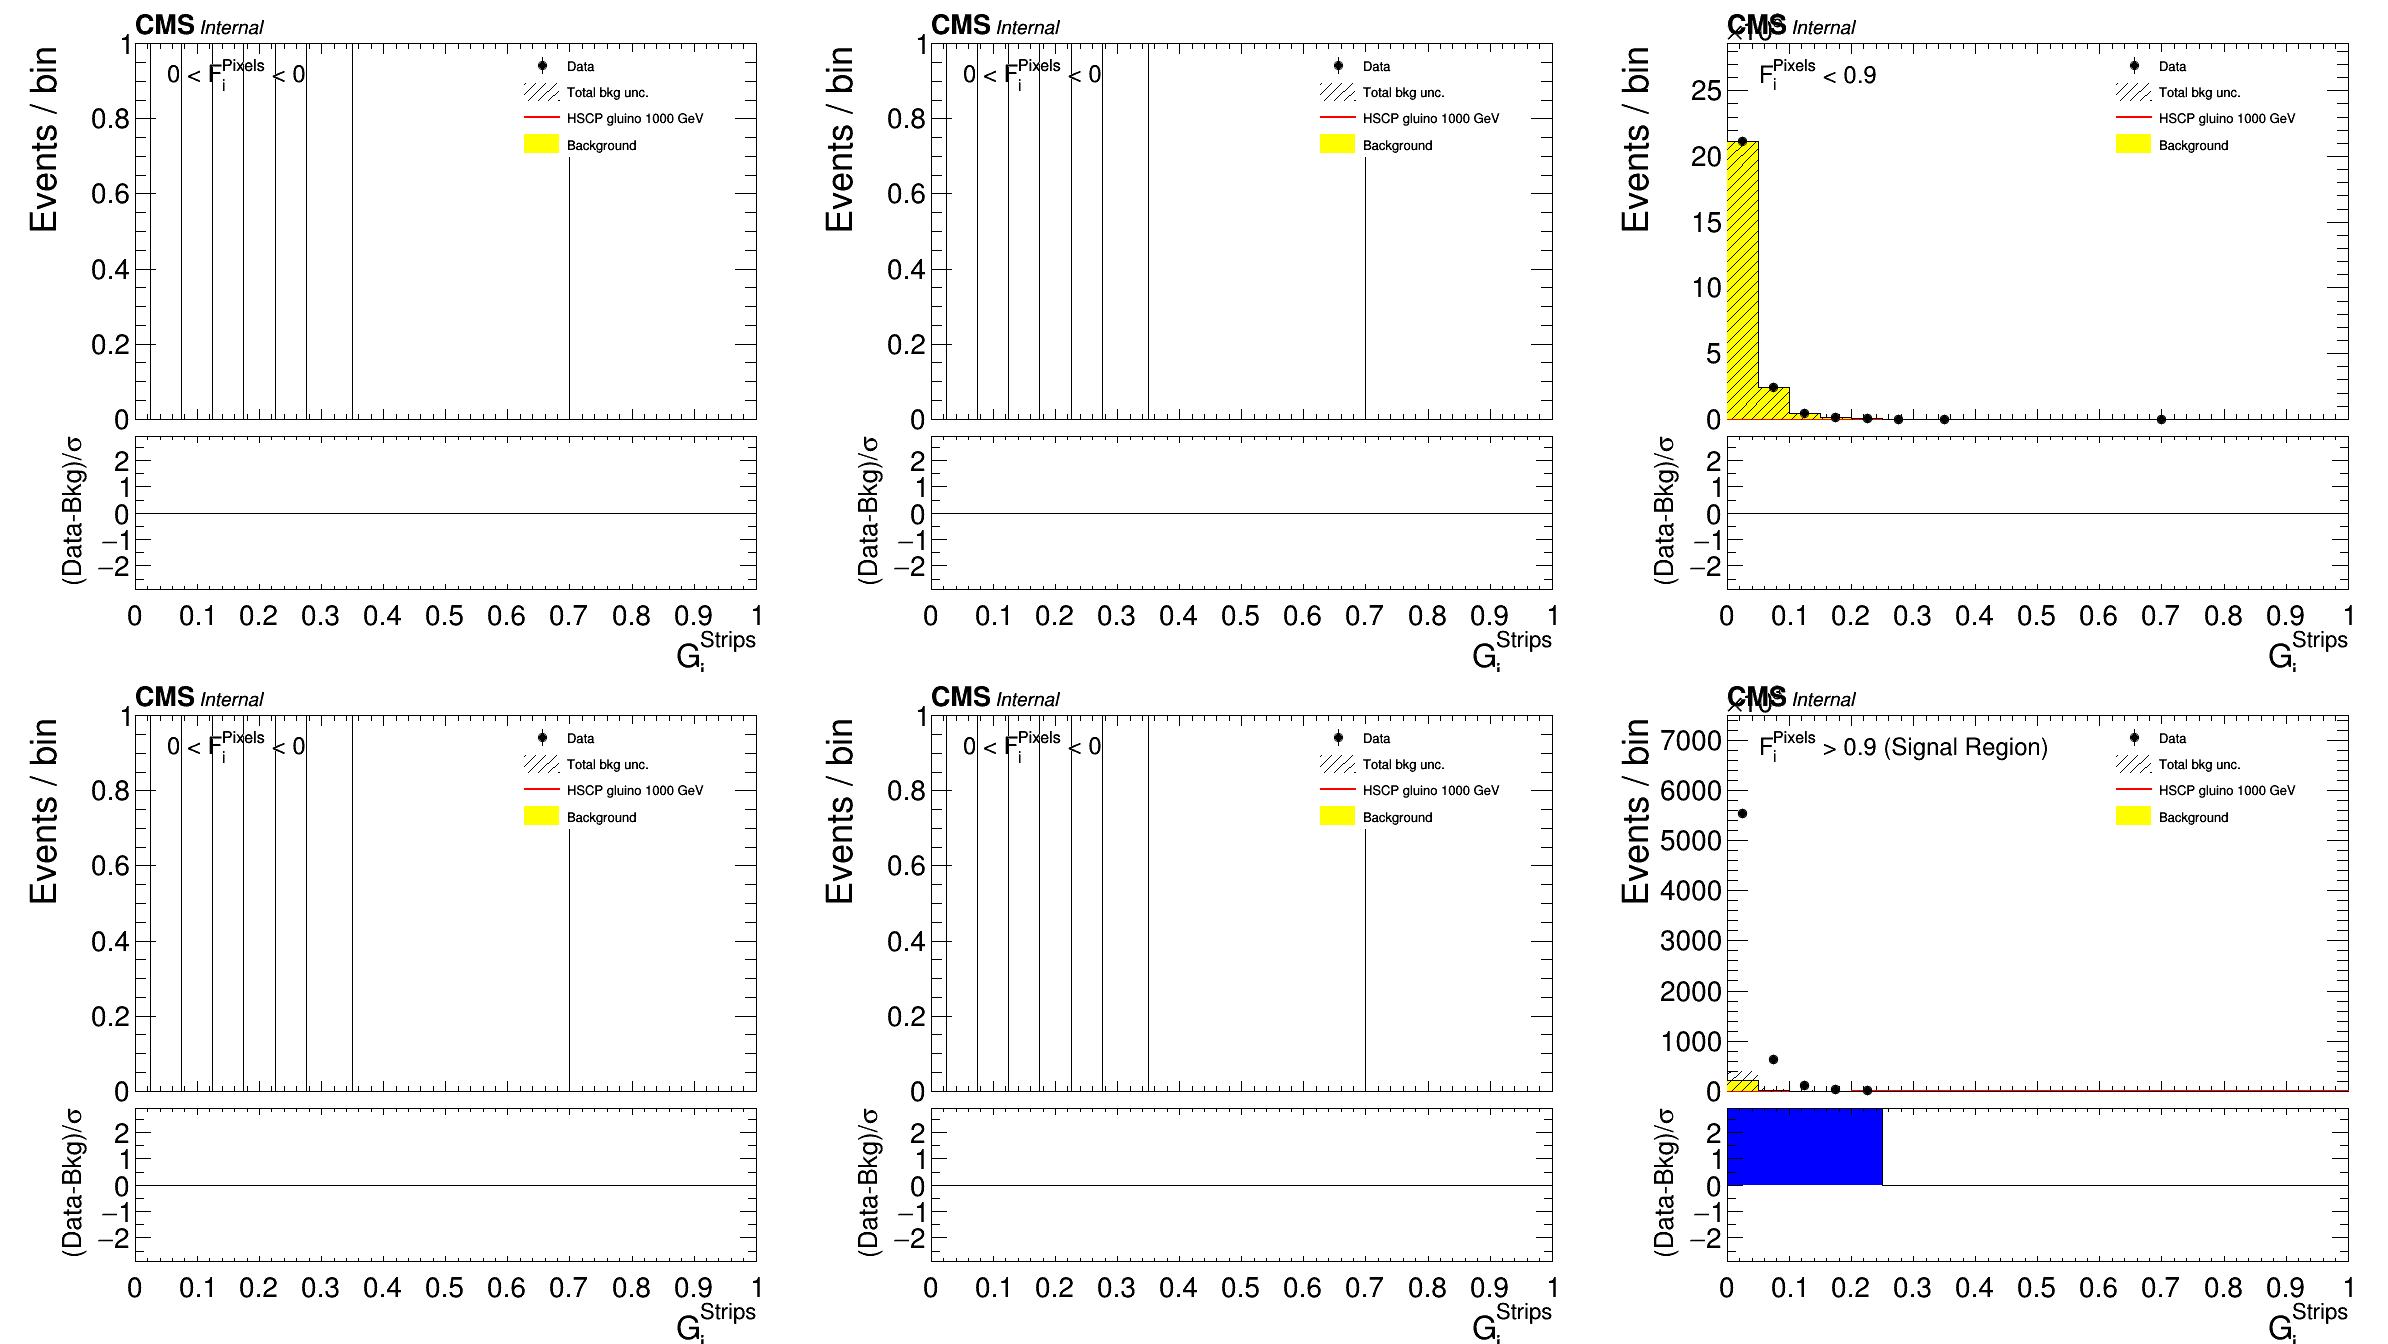 CMS Internal
Events / bin
0 < F_i^Pixels < 0
Data
Total bkg unc.
HSCP gluino 1000 GeV
Background
1
0.8
0.6
0.4
0.2
0
(Data-Bkg)/σ
2
1
0
−1
−2
0 0.1 0.2 0.3 0.4 0.5 0.6 0.7 0.8 0.9 1
G_i^Strips
CMS Internal
Events / bin
0 < F_i^Pixels < 0
Data
Total bkg unc.
HSCP gluino 1000 GeV
Background
1
0.8
0.6
0.4
0.2
0
(Data-Bkg)/σ
2
1
0
−1
−2
0 0.1 0.2 0.3 0.4 0.5 0.6 0.7 0.8 0.9 1
G_i^Strips
CMS Internal
Events / bin
F_i^Pixels < 0.9
Data
Total bkg unc.
HSCP gluino 1000 GeV
Background
25
20
15
10
5
0
(Data-Bkg)/σ
2
1
0
−1
−2
0 0.1 0.2 0.3 0.4 0.5 0.6 0.7 0.8 0.9 1
G_i^Strips
CMS Internal
Events / bin
0 < F_i^Pixels < 0
Data
Total bkg unc.
HSCP gluino 1000 GeV
Background
1
0.8
0.6
0.4
0.2
0
(Data-Bkg)/σ
2
1
0
−1
−2
0 0.1 0.2 0.3 0.4 0.5 0.6 0.7 0.8 0.9 1
G_i^Strips
CMS Internal
Events / bin
0 < F_i^Pixels < 0
Data
Total bkg unc.
HSCP gluino 1000 GeV
Background
1
0.8
0.6
0.4
0.2
0
(Data-Bkg)/σ
2
1
0
−1
−2
0 0.1 0.2 0.3 0.4 0.5 0.6 0.7 0.8 0.9 1
G_i^Strips
CMS Internal
Events / bin
F_i^Pixels > 0.9 (Signal Region)
Data
Total bkg unc.
HSCP gluino 1000 GeV
Background
7000
6000
5000
4000
3000
2000
1000
0
(Data-Bkg)/σ
2
1
0
−1
−2
0 0.1 0.2 0.3 0.4 0.5 0.6 0.7 0.8 0.9 1
G_i^Strips